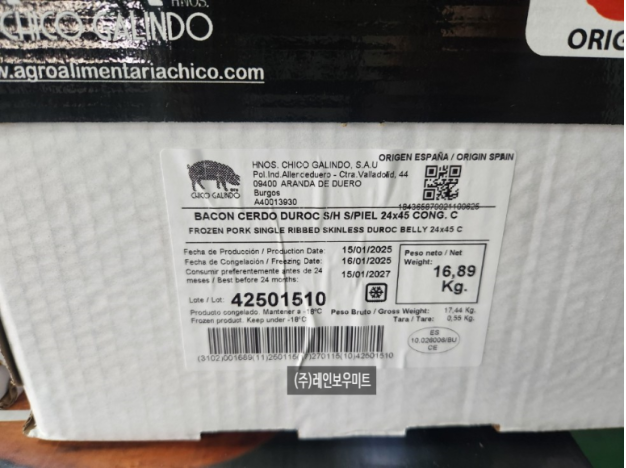 HNOS.
CHICO GALINDO
w.agroalimentariachico.com
ORIG
CHICO GALINDO
HNOS. CHICO GALINDO, S.A.U
Pol.Ind.Allenceduero - Ctra.Valladolid, 44
09400 ARANDA DE DUERO
Burgos
A40013930
ORIGEN ESPAÑA / ORIGIN SPAIN
BACON CERDO DUROC S/H S/PIEL 24x45 CONG. C
FROZEN PORK SINGLE RIBBED SKINLESS DUROC BELLY 24x45 C
Fecha de Producción / Production Date: 15/01/2025
Fecha de Congelación / Freezing Date: 16/01/2025
Consumir preferentemente antes de 24 meses / Best before 24 months: 15/01/2027
Peso neto / Net Weight: 16,89 Kg.
Lote / Lot: 42501510
Producto congelado. Mantener a -18°C
Frozen product. Keep under -18°C
Peso Bruto / Gross Weight: 17,44 Kg.
Tara / Tare: 0,55 Kg.
ES
CE
(주)레인보우미트